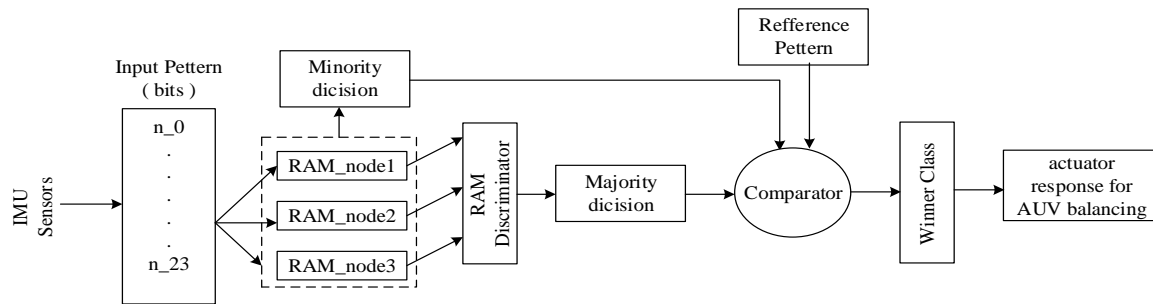 IMU
Sensors
Input Pettern
( bits )
n_0
.
.
.
.
.
.
n_23
Minority
dicision
RAM_node1
RAM_node2
RAM_node3
RAM
Discriminator
Majority
dicision
Refference
Pettern
Comparator
Winner Class
actuator
response for
AUV balancing